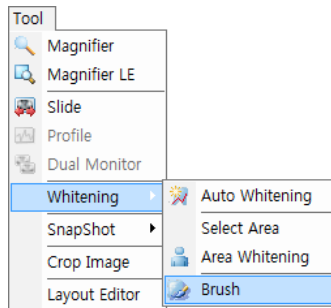 Tool
Magnifier
Magnifier LE
Slide
Profile
Dual Monitor
Whitening
Auto Whitening
Select Area
Area Whitening
Brush
SnapShot
Crop Image
Layout Editor